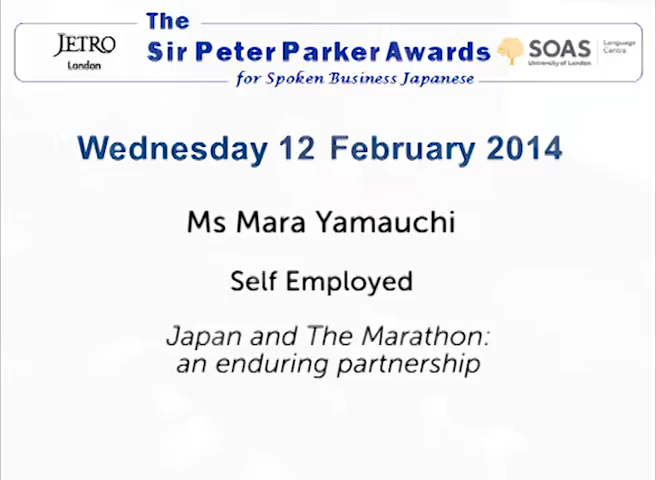 The
Sir Peter Parker Awards
for Spoken Business Japanese
JETRO
London
SOAS
University of London
Language
Centre
Wednesday 12 February 2014
Ms Mara Yamauchi
Self Employed
Japan and The Marathon:
an enduring partnership